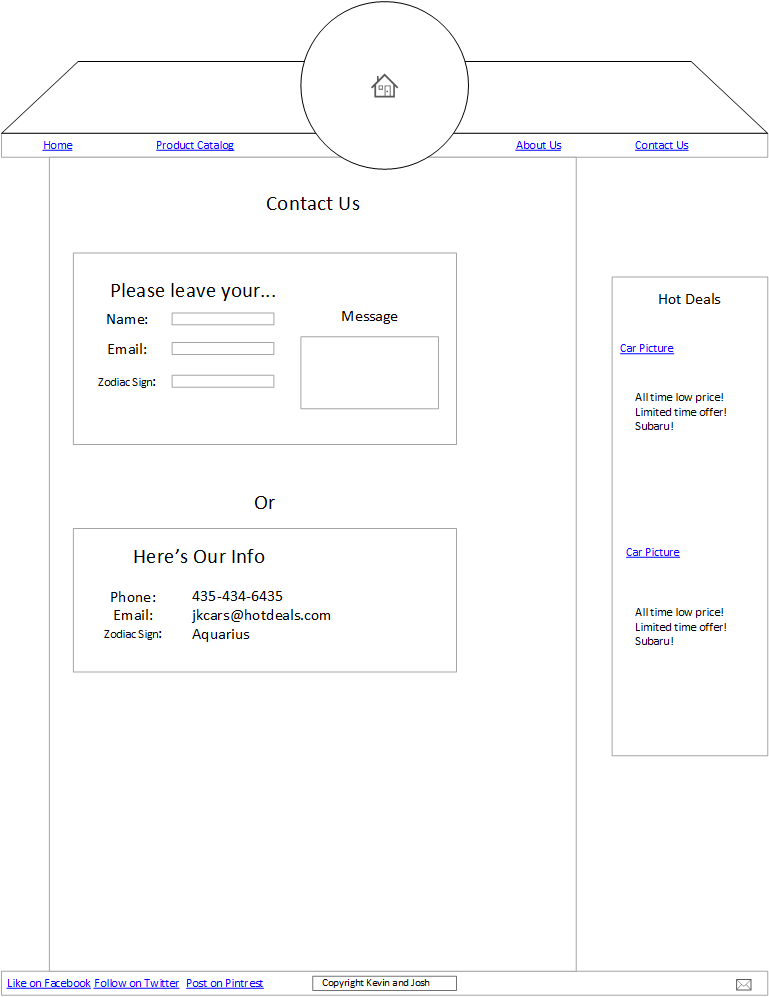 Home Product Catalog About Us Contact Us
Contact Us
Please leave your...
Name:
Email:
Zodiac Sign:
Message
Or
Here's Our Info
Phone: 435-434-6435
Email: jkcars@hotdeals.com
Zodiac Sign: Aquarius
Hot Deals
Car Picture
All time low price!
Limited time offer!
Subaru!
Car Picture
All time low price!
Limited time offer!
Subaru!
Like on Facebook Follow on Twitter Post on Pintrest Copyright Kevin and Josh